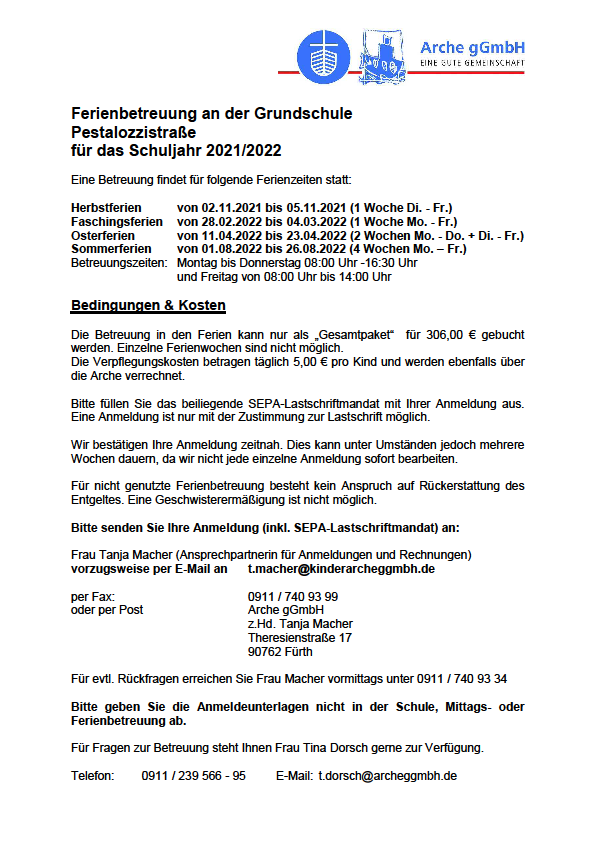 Arche gGmbH
EINE GUTE GEMEINSCHAFT
Ferienbetreuung an der Grundschule
Pestalozzistraße
für das Schuljahr 2021/2022
Eine Betreuung findet für folgende Ferienzeiten statt:
Herbstferien von 02.11.2021 bis 05.11.2021 (1 Woche Di. - Fr.)
Faschingsferien von 28.02.2022 bis 04.03.2022 (1 Woche Mo. - Fr.)
Osterferien von 11.04.2022 bis 23.04.2022 (2 Wochen Mo. - Do. + Di. - Fr.)
Sommerferien von 01.08.2022 bis 26.08.2022 (4 Wochen Mo. – Fr.)
Betreuungszeiten: Montag bis Donnerstag 08:00 Uhr -16:30 Uhr
und Freitag von 08:00 Uhr bis 14:00 Uhr
Bedingungen & Kosten
Die Betreuung in den Ferien kann nur als „Gesamtpaket“ für 306,00 € gebucht
werden. Einzelne Ferienwochen sind nicht möglich.
Die Verpflegungskosten betragen täglich 5,00 € pro Kind und werden ebenfalls über
die Arche verrechnet.
Bitte füllen Sie das beiliegende SEPA-Lastschriftmandat mit Ihrer Anmeldung aus.
Eine Anmeldung ist nur mit der Zustimmung zur Lastschrift möglich.
Wir bestätigen Ihre Anmeldung zeitnah. Dies kann unter Umständen jedoch mehrere
Wochen dauern, da wir nicht jede einzelne Anmeldung sofort bearbeiten.
Für nicht genutzte Ferienbetreuung besteht kein Anspruch auf Rückerstattung des
Entgeltes. Eine Geschwisterermäßigung ist nicht möglich.
Bitte senden Sie Ihre Anmeldung (inkl. SEPA-Lastschriftmandat) an:
Frau Tanja Macher (Ansprechpartnerin für Anmeldungen und Rechnungen)
vorzugsweise per E-Mail an t.macher@kinderarcheggmbh.de
per Fax: 0911 / 740 93 99
oder per Post Arche gGmbH
z.Hd. Tanja Macher
Theresienstraße 17
90762 Fürth
Für evtl. Rückfragen erreichen Sie Frau Macher vormittags unter 0911 / 740 93 34
Bitte geben Sie die Anmeldeunterlagen nicht in der Schule, Mittags- oder
Ferienbetreuung ab.
Für Fragen zur Betreuung steht Ihnen Frau Tina Dorsch gerne zur Verfügung.
Telefon: 0911 / 239 566 - 95 E-Mail: t.dorsch@archeggmbh.de